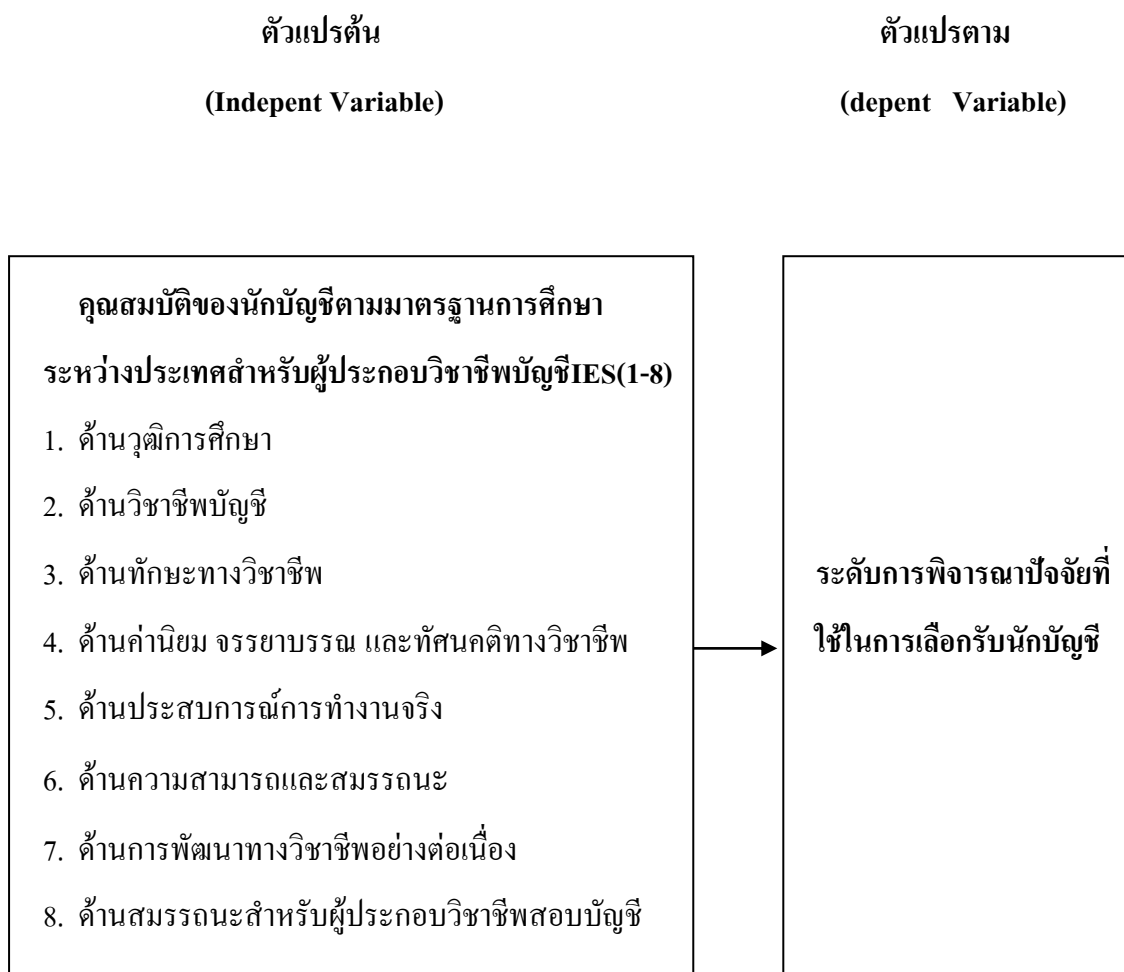 ตัวแปรต้น
(Indepent Variable)
ตัวแปรตาม
(depent Variable)
คุณสมบัติของนักบัญชีตามมาตรฐานการศึกษา
ระหว่างประเทศสำหรับผู้ประกอบวิชาชีพบัญชีIES(1-8)
1. ด้านวุฒิการศึกษา
2. ด้านวิชาชีพบัญชี
3. ด้านทักษะทางวิชาชีพ
4. ด้านค่านิยม จรรยาบรรณ และทัศนคติทางวิชาชีพ
5. ด้านประสบการณ์การทำงานจริง
6. ด้านความสามารถและสมรรถนะ
7. ด้านการพัฒนาทางวิชาชีพอย่างต่อเนื่อง
8. ด้านสมรรถนะสำหรับผู้ประกอบวิชาชีพสอบบัญชี
ระดับการพิจารณาปัจจัยที่
ใช้ในการเลือกรับนักบัญชี